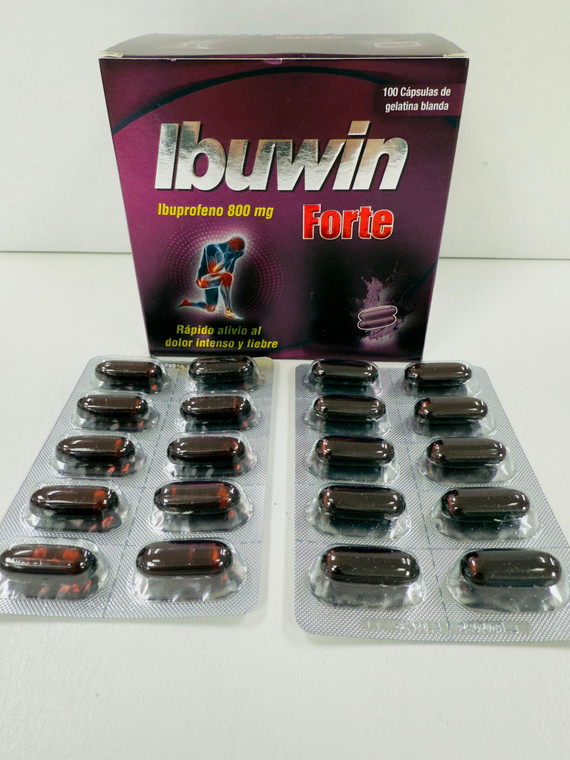 100 Cápsulas de
gelatina blanda
Ibuwin
Ibuprofeno 800 mg
Forte
Rápido alivio al
dolor intenso y fiebre